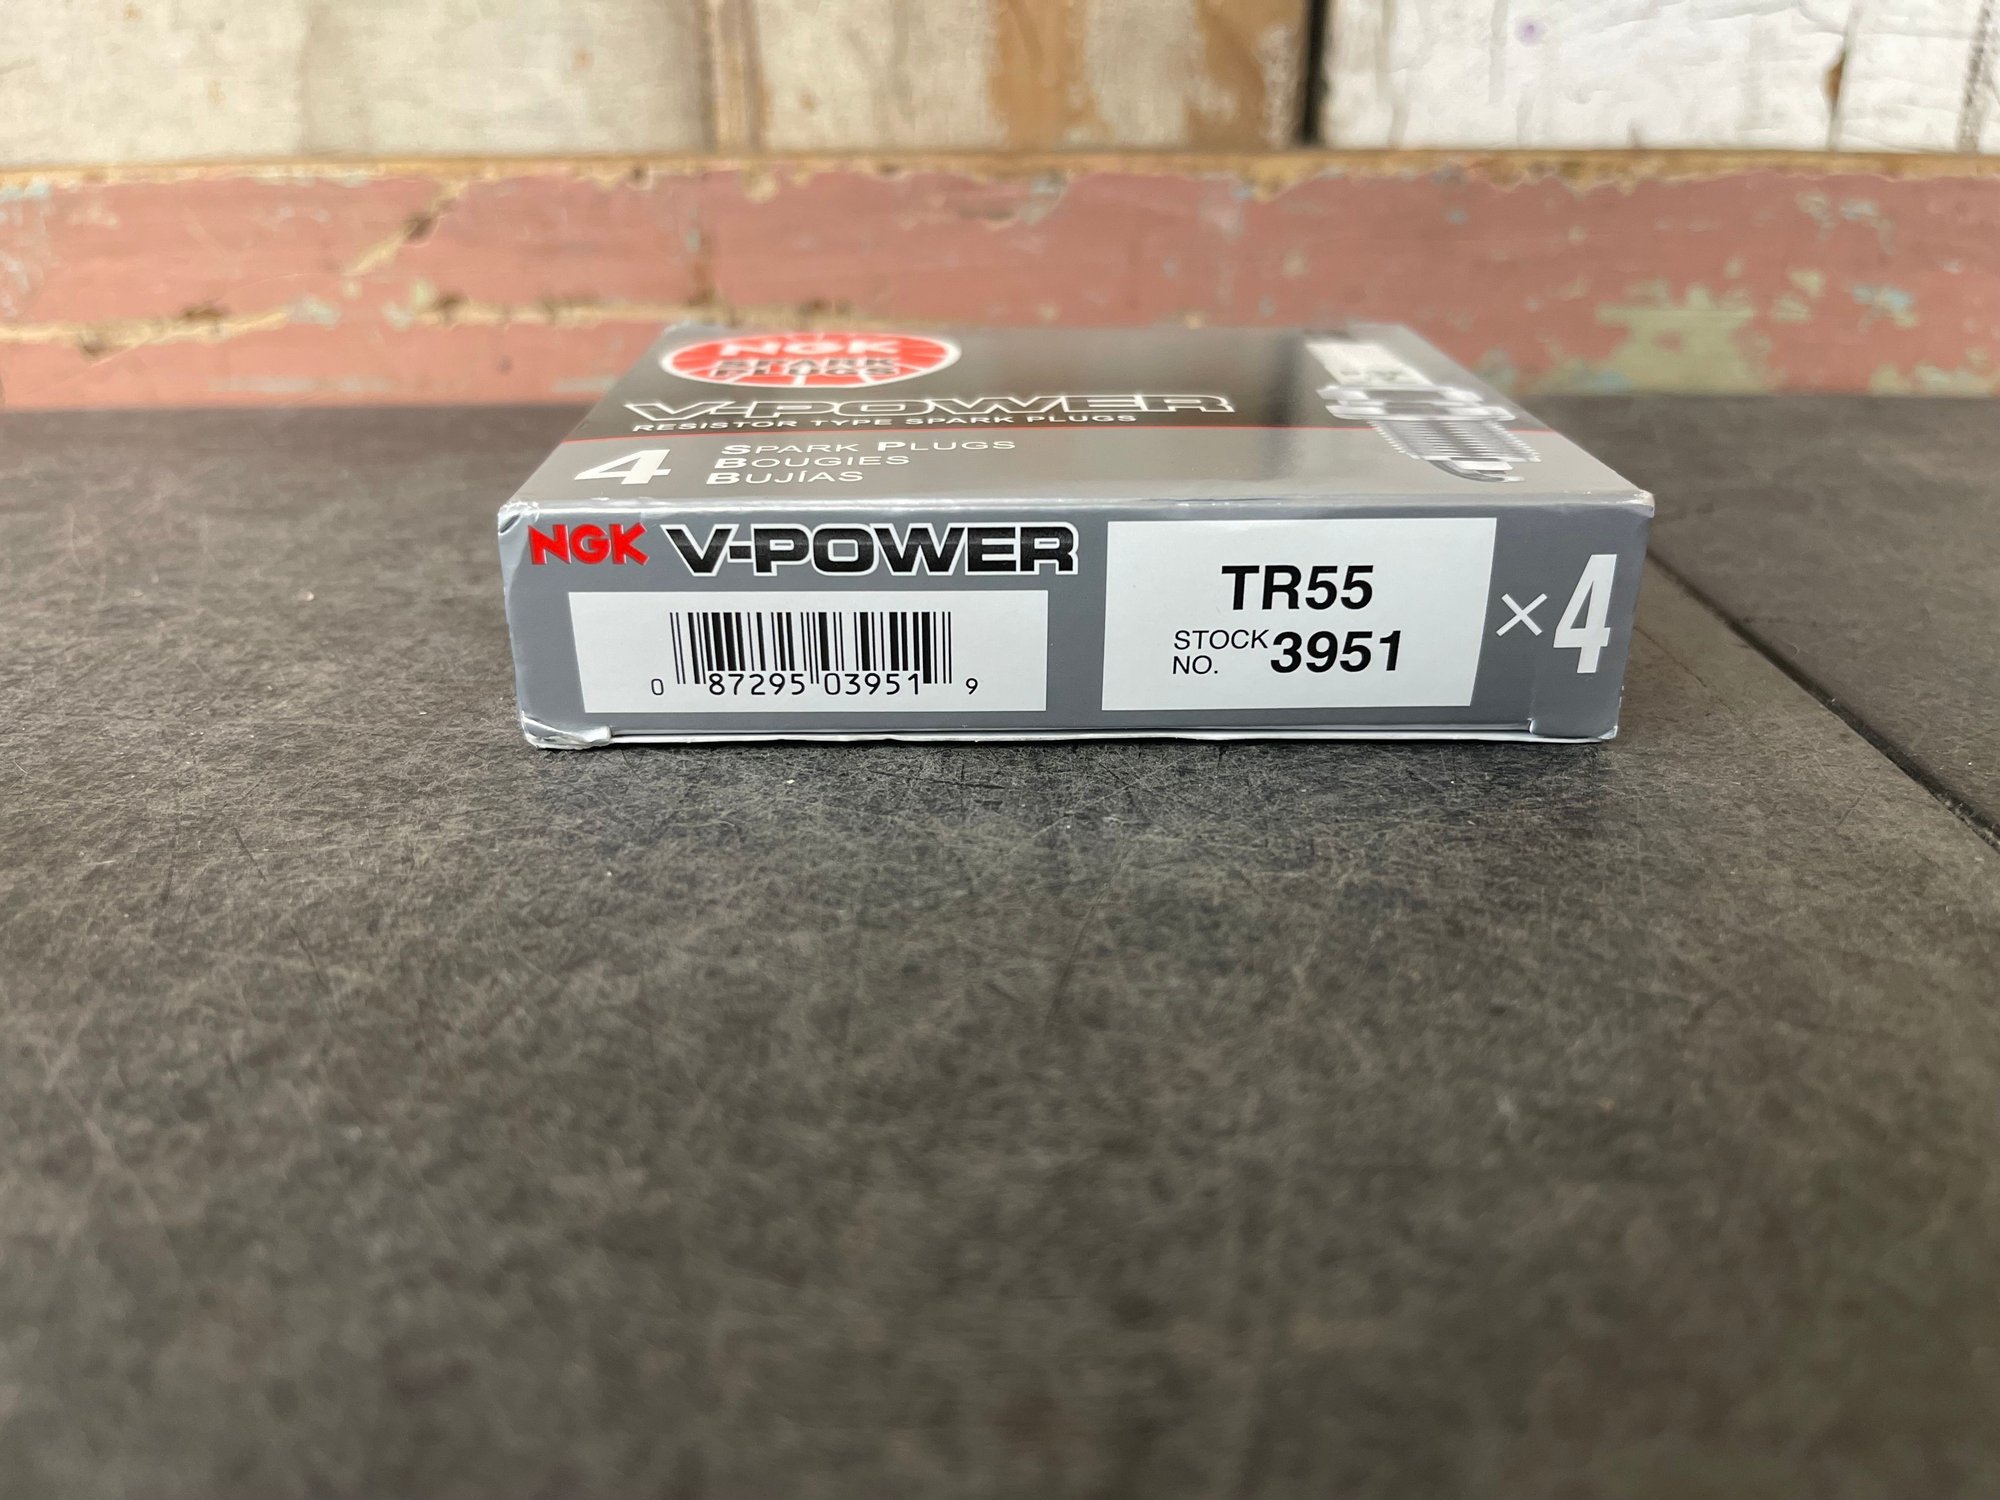 NGK
SPARK
PLUGS
V-POWER
RESISTOR TYPE SPARK PLUGS
4
SPARK PLUGS
BOUGIES
BUJÍAS
NGK V-POWER
0 87295 03951 9
TR55
STOCK NO. 3951
×4